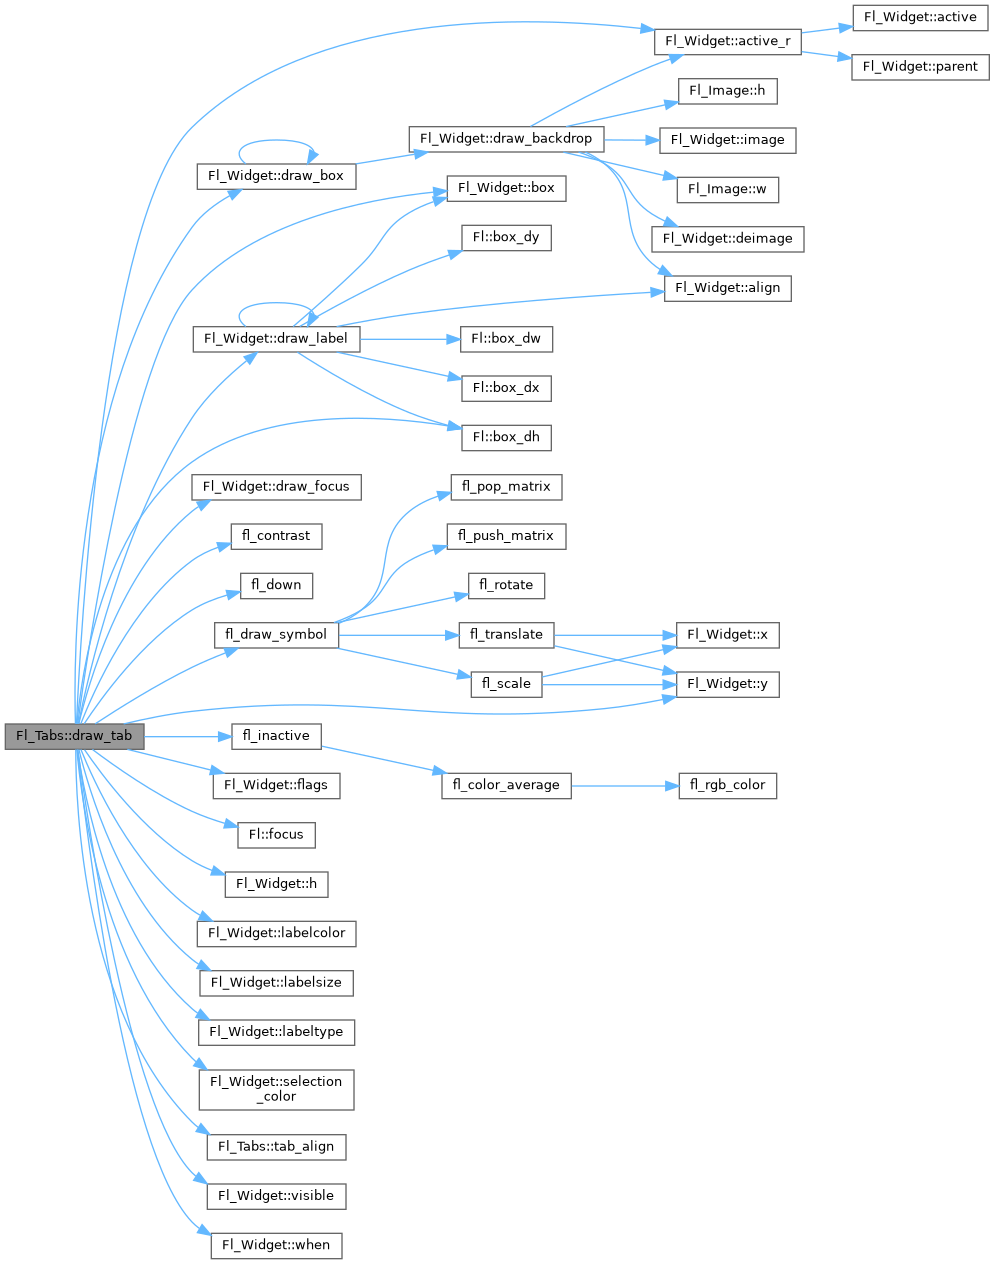 Fl_Widget::active
Fl_Widget::active_r
Fl_Widget::parent
Fl_Image::h
Fl_Widget::draw_backdrop
Fl_Widget::image
Fl_Widget::draw_box
Fl_Widget::box
Fl_Image::w
Fl::box_dy
Fl_Widget::deimage
Fl_Widget::align
Fl_Widget::draw_label
Fl::box_dw
Fl::box_dx
Fl::box_dh
Fl_Widget::draw_focus
fl_pop_matrix
fl_contrast
fl_push_matrix
fl_down
fl_rotate
fl_draw_symbol
fl_translate
Fl_Widget::x
fl_scale
Fl_Widget::y
Fl_Tabs::draw_tab
fl_inactive
Fl_Widget::flags
fl_color_average
fl_rgb_color
Fl::focus
Fl_Widget::h
Fl_Widget::labelcolor
Fl_Widget::labelsize
Fl_Widget::labeltype
Fl_Widget::selection
_color
Fl_Tabs::tab_align
Fl_Widget::visible
Fl_Widget::when